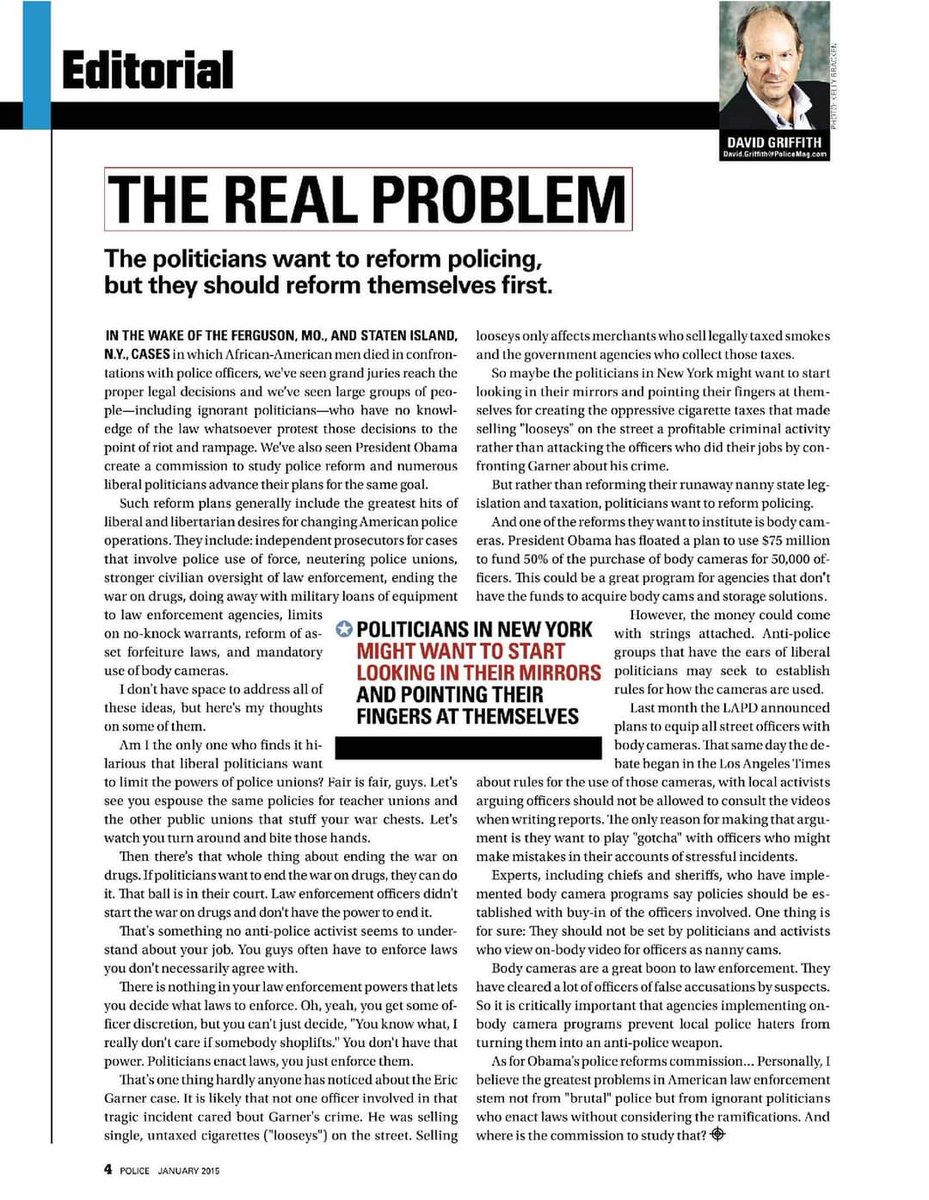 Editorial
PHOTO: KELLY BRACKEN
DAVID GRIFFITH
David.Griffith@PoliceMag.com
THE REAL PROBLEM
The politicians want to reform policing,
but they should reform themselves first.
IN THE WAKE OF THE FERGUSON, MO., AND STATEN ISLAND,
N.Y., CASES in which African-American men died in confron-
tations with police officers, we've seen grand juries reach the
proper legal decisions and we've seen large groups of peo-
ple—including ignorant politicians—who have no knowl-
edge of the law whatsoever protest those decisions to the
point of riot and rampage. We've also seen President Obama
create a commission to study police reform and numerous
liberal politicians advance their plans for the same goal.
Such reform plans generally include the greatest hits of
liberal and libertarian desires for changing American police
operations. They include: independent prosecutors for cases
that involve police use of force, neutering police unions,
stronger civilian oversight of law enforcement, ending the
war on drugs, doing away with military loans of equipment
to law enforcement agencies, limits
on no-knock warrants, reform of as-
set forfeiture laws, and mandatory
use of body cameras.
I don't have space to address all of
these ideas, but here's my thoughts
on some of them.
Am I the only one who finds it hi-
larious that liberal politicians want
to limit the powers of police unions? Fair is fair, guys. Let's
see you espouse the same policies for teacher unions and
the other public unions that stuff your war chests. Let's
watch you turn around and bite those hands.
Then there's that whole thing about ending the war on
drugs. If politicians want to end the war on drugs, they can do
it. That ball is in their court. Law enforcement officers didn't
start the war on drugs and don't have the power to end it.
That's something no anti-police activist seems to under-
stand about your job. You guys often have to enforce laws
you don't necessarily agree with.
There is nothing in your law enforcement powers that lets
you decide what laws to enforce. Oh, yeah, you get some of-
ficer discretion, but you can't just decide, "You know what, I
really don't care if somebody shoplifts." You don't have that
power. Politicians enact laws, you just enforce them.
That's one thing hardly anyone has noticed about the Eric
Garner case. It is likely that not one officer involved in that
tragic incident cared bout Garner's crime. He was selling
single, untaxed cigarettes ("looseys") on the street. Selling
POLITICIANS IN NEW YORK
MIGHT WANT TO START
LOOKING IN THEIR MIRRORS
AND POINTING THEIR
FINGERS AT THEMSELVES
looseys only affects merchants who sell legally taxed smokes
and the government agencies who collect those taxes.
So maybe the politicians in New York might want to start
looking in their mirrors and pointing their fingers at them-
selves for creating the oppressive cigarette taxes that made
selling "looseys" on the street a profitable criminal activity
rather than attacking the officers who did their jobs by con-
fronting Garner about his crime.
But rather than reforming their runaway nanny state leg-
islation and taxation, politicians want to reform policing.
And one of the reforms they want to institute is body cam-
eras. President Obama has floated a plan to use $75 million
to fund 50% of the purchase of body cameras for 50,000 of-
ficers. This could be a great program for agencies that don't
have the funds to acquire body cams and storage solutions.
However, the money could come
with strings attached. Anti-police
groups that have the ears of liberal
politicians may seek to establish
rules for how the cameras are used.
Last month the LAPD announced
plans to equip all street officers with
body cameras. That same day the de-
bate began in the Los Angeles Times
about rules for the use of those cameras, with local activists
arguing officers should not be allowed to consult the videos
when writing reports. The only reason for making that argu-
ment is they want to play "gotcha" with officers who might
make mistakes in their accounts of stressful incidents.
Experts, including chiefs and sheriffs, who have imple-
mented body camera programs say policies should be es-
tablished with buy-in of the officers involved. One thing is
for sure: They should not be set by politicians and activists
who view on-body video for officers as nanny cams.
Body cameras are a great boon to law enforcement. They
have cleared a lot of officers of false accusations by suspects.
So it is critically important that agencies implementing on-
body camera programs prevent local police haters from
turning them into an anti-police weapon.
As for Obama's police reforms commission... Personally, I
believe the greatest problems in American law enforcement
stem not from "brutal" police but from ignorant politicians
who enact laws without considering the ramifications. And
where is the commission to study that?
4 POLICE JANUARY 2015